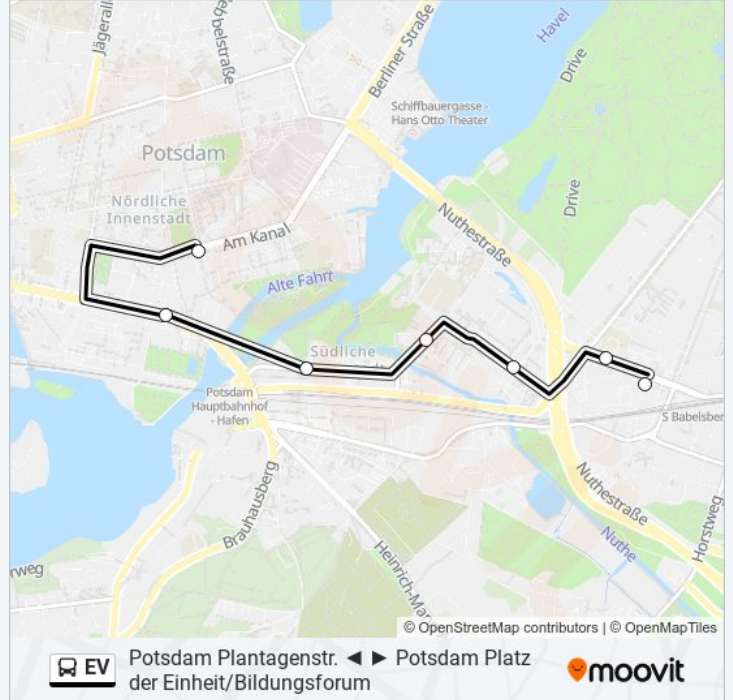 Jägerall
belstraße
Berliner Straße
Havel
Drive
Schiffbauergasse -
Hans Otto Theater
Potsdam
Nördliche
Innenstadt
Drive
Am Kanal
Nuthestraße
Alte Fahrt
Südliche
Potsdam
Hauptbahnhof
- Hafen
S Babelsber
Brauhausberg
Nuthestraße
Horstweg
Nuthe
Heinrich-Ma
rweg
© OpenStreetMap contributors | © OpenMapTiles
EV
Potsdam Plantagenstr. ◄ ► Potsdam Platz
der Einheit/Bildungsforum
moovit